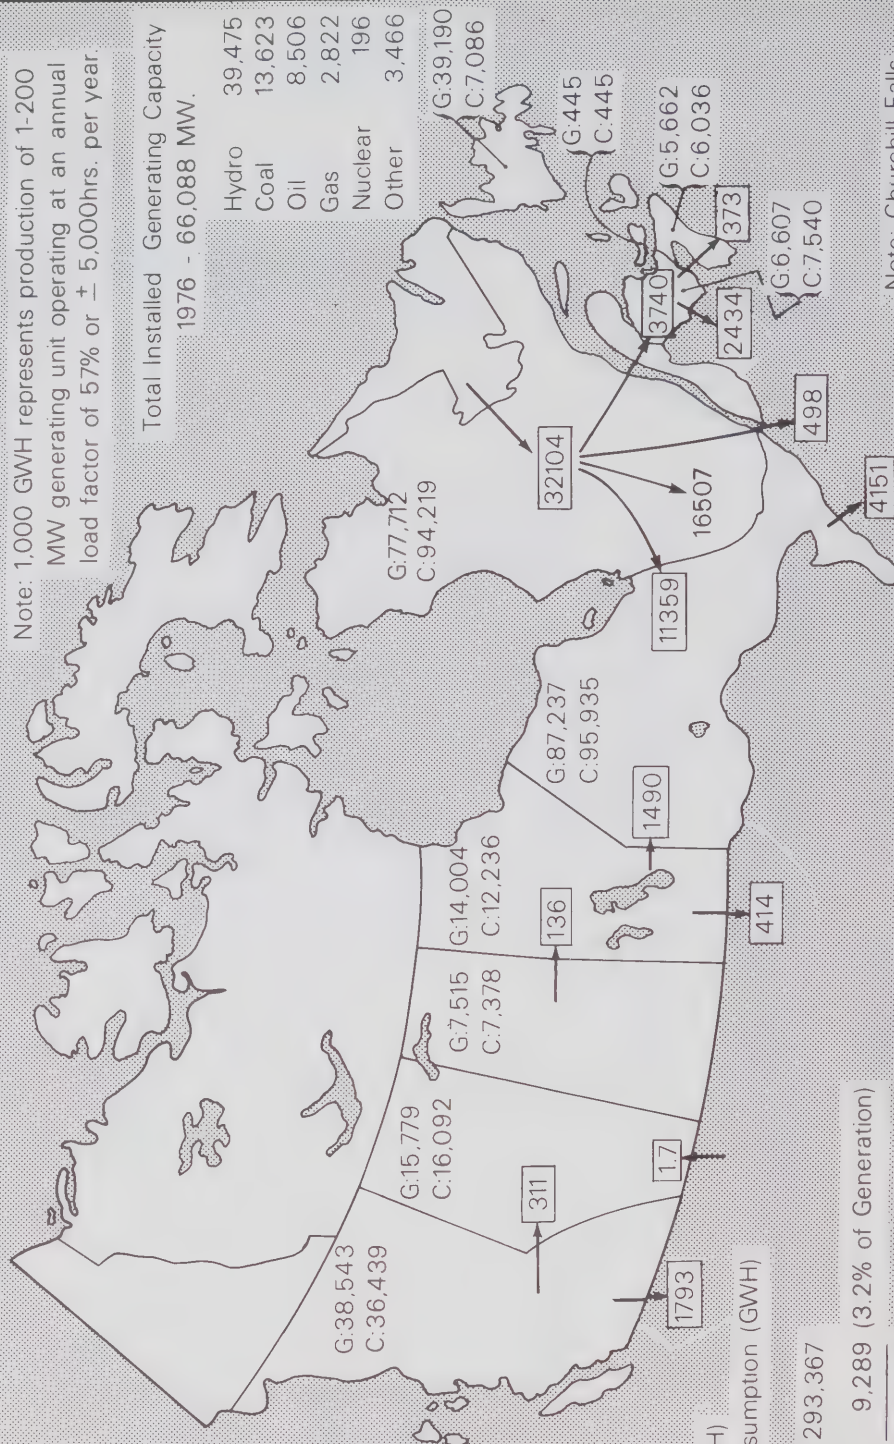 Note: 1,000 GWH represents production of 1-200
MW generating unit operating at an annual
load factor of 57% or ± 5,000hrs. per year.
Total Installed Generating Capacity
1976 - 66,088 MW.
Hydro 39,475
Coal 13,623
Oil 8,506
Gas 2,822
Nuclear 196
Other 3,466
G:39,190
C:7,086
G:445
C:445
G:5,662
C:6,036
373
3740
2434
G:6,607
C:7,540
G:77,712
C:94,219
32104
16507
11359
498
4151
G:87,237
C:95,935
1490
G:14,004
C:12,236
136
414
G:7,515
C:7,378
G:15,779
C:16,092
1.7
311
G:38,543
C:36,439
1793
H)
sumption (GWH)
293,367
9,289 (3.2% of Generation)
Note: Churchill Falls